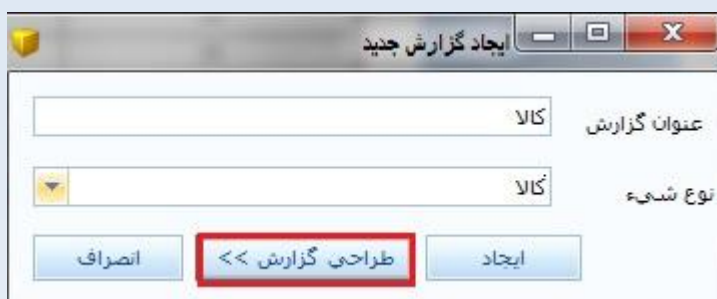 ایجاد گزارش جدید
عنوان گزارش کالا
نوع شیء کالا
ایجاد طراحی گزارش >> انصراف